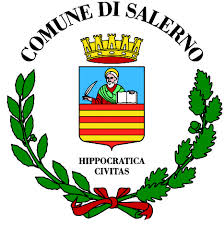 COMUNE DI SALERNO
HIPPOCRATICA
CIVITAS